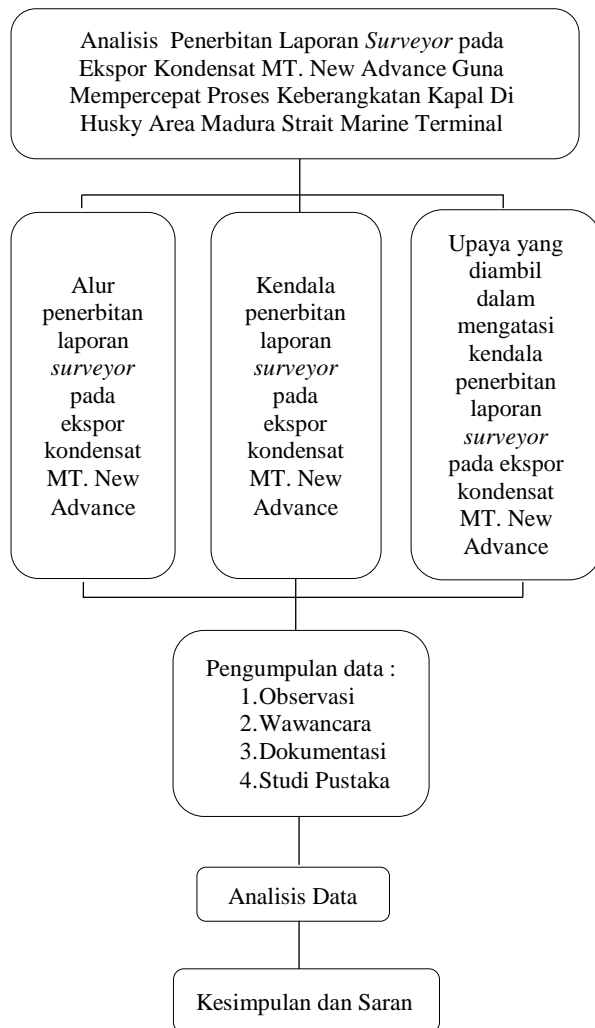 Analisis  Penerbitan Laporan Surveyor pada
Ekspor Kondensat MT. New Advance Guna
Mempercepat Proses Keberangkatan Kapal Di
Husky Area Madura Strait Marine Terminal
Alur
penerbitan
laporan
surveyor
pada
ekspor
kondensat
MT. New
Advance
Kendala
penerbitan
laporan
surveyor
pada
ekspor
kondensat
MT. New
Advance
Upaya yang
diambil
dalam
mengatasi
kendala
penerbitan
laporan
surveyor
pada ekspor
kondensat
MT. New
Advance
Pengumpulan data :
1.Observasi
2.Wawancara
3.Dokumentasi
4.Studi Pustaka
Analisis Data
Kesimpulan dan Saran